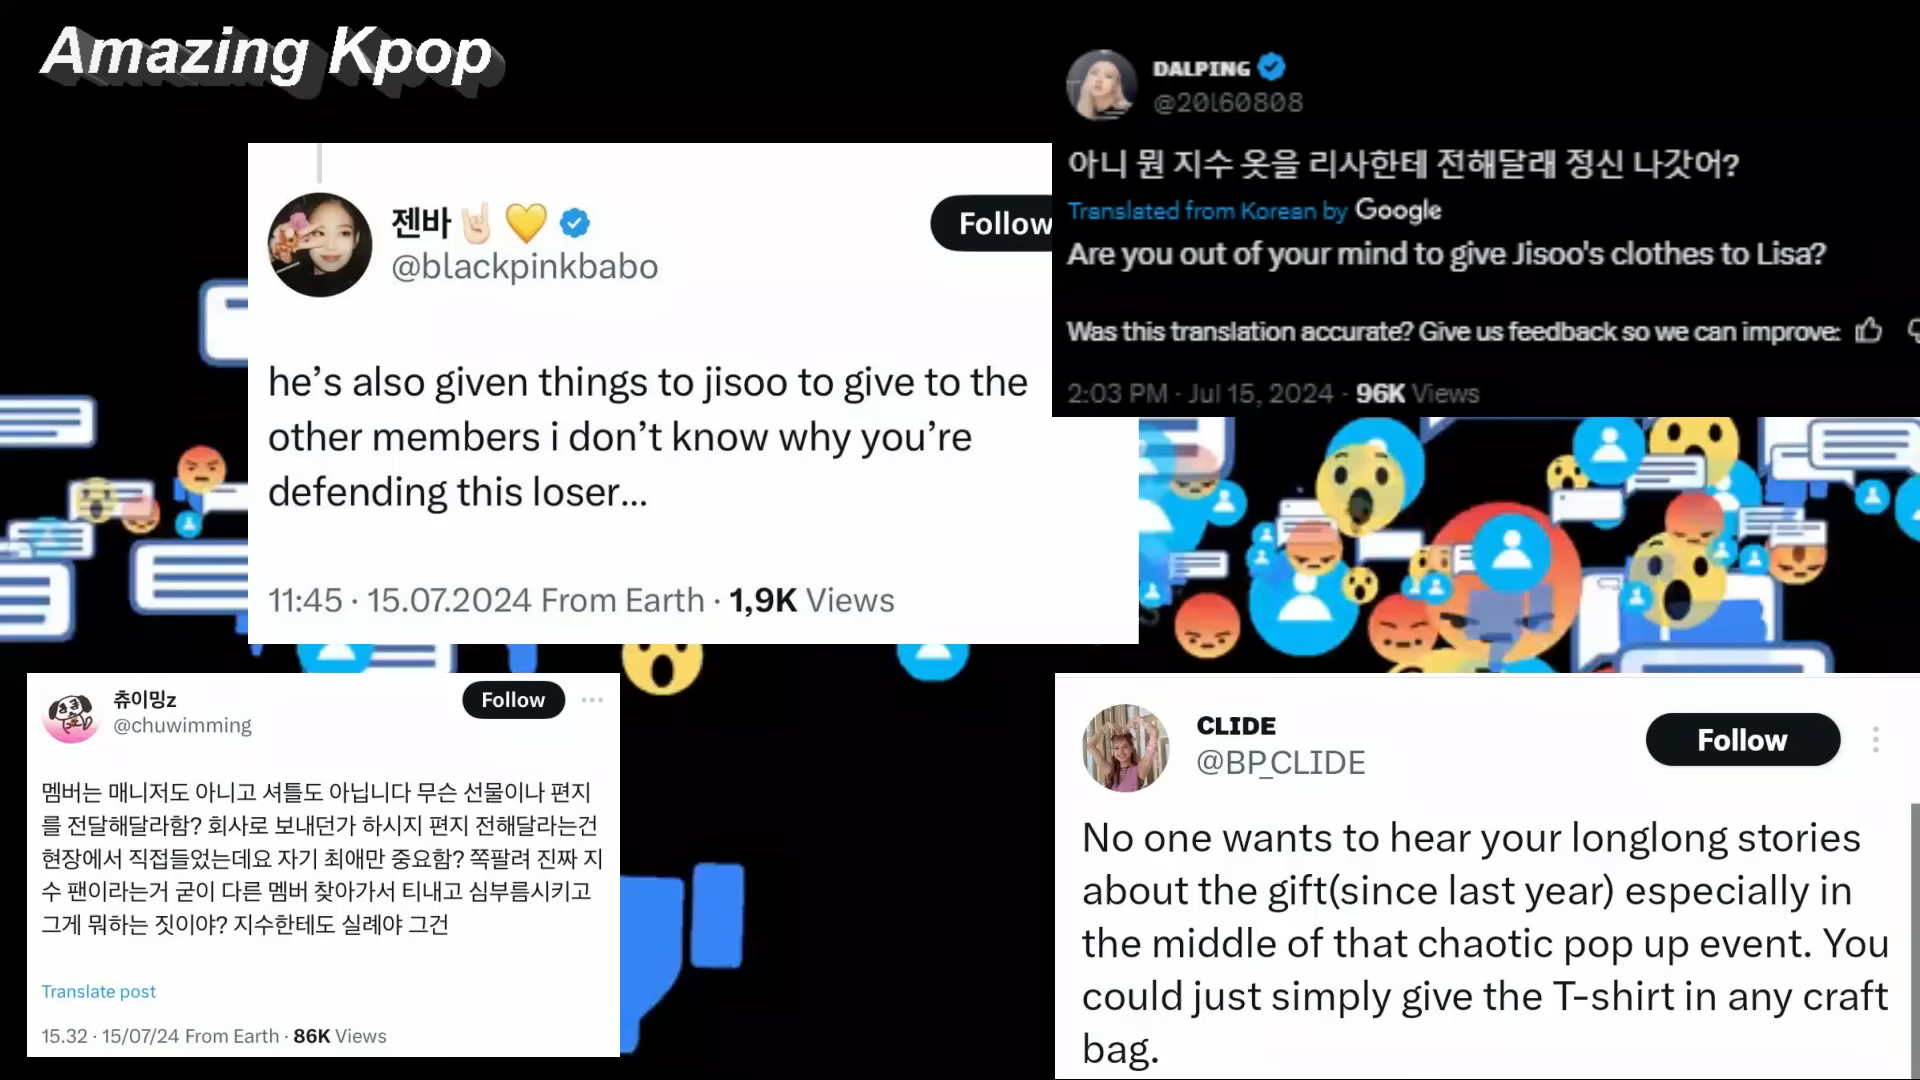 Amazing Kpop
DALPING
@20l60808
아니 뭔 지수 옷을 리사한테 전해달래 정신 나갓어?
Translated from Korean by Google
Are you out of your mind to give Jisoo's clothes to Lisa?
Was this translation accurate? Give us feedback so we can improve:
2:03 PM · Jul 15, 2024 · 96K Views
젠바🤘🏻💛
Follow
@blackpinkbabo
he’s also given things to jisoo to give to the
other members i don’t know why you’re
defending this loser...
11:45 · 15.07.2024 From Earth · 1,9K Views
츄이밍z
Follow
@chuwimming
멤버는 매니저도 아니고 셔틀도 아닙니다 무슨 선물이나 편지
를 전달해달라함? 회사로 보내던가 하시지 편지 전해달라는건
현장에서 직접들었는데요 자기 최애만 중요함? 쪽팔려 진짜 지
수 팬이라는거 굳이 다른 멤버 찾아가서 티내고 심부름시키고
그게 뭐하는 짓이야? 지수한테도 실례야 그건
Translate post
15.32 · 15/07/24 From Earth · 86K Views
CLIDE
@BP_CLIDE
Follow
No one wants to hear your longlong stories
about the gift(since last year) especially in
the middle of that chaotic pop up event. You
could just simply give the T-shirt in any craft
bag.